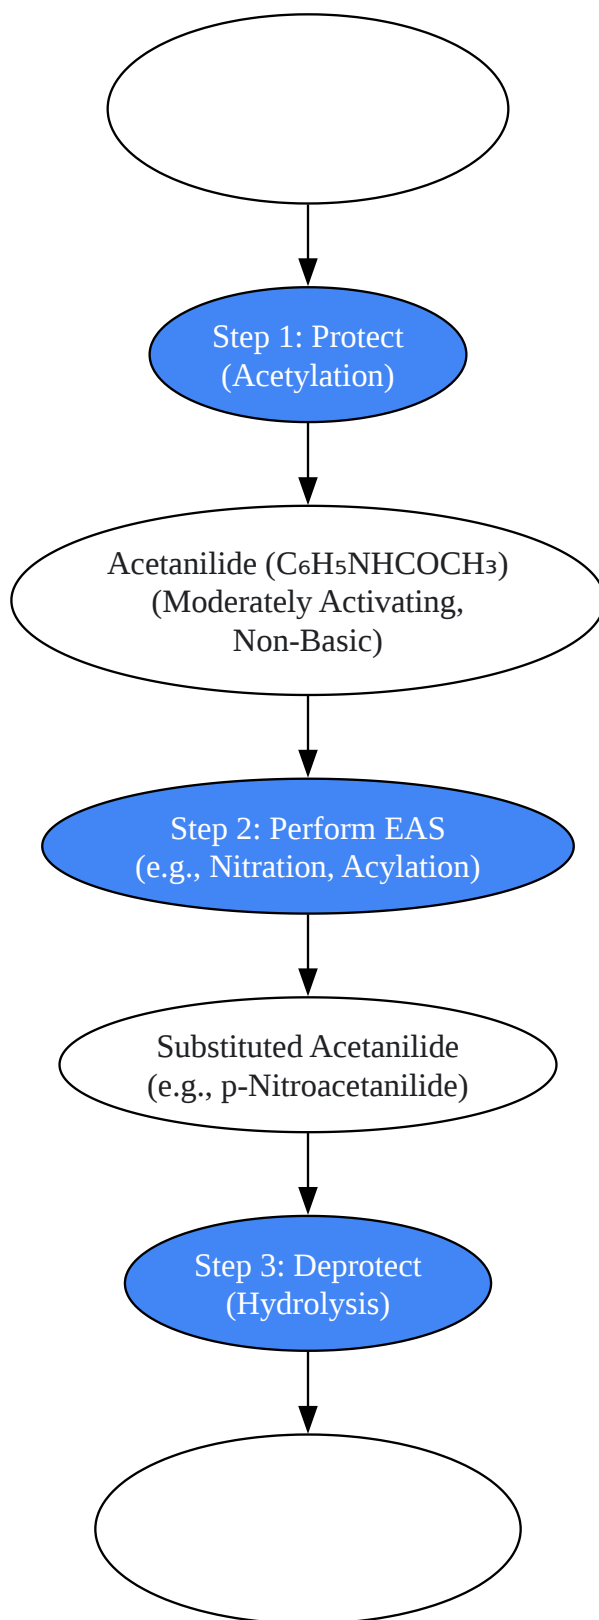 Step 1: Protect
(Acetylation)
Acetanilide (C₆H₅NHCOCH₃)
(Moderately Activating,
Non-Basic)
Step 2: Perform EAS
(e.g., Nitration, Acylation)
Substituted Acetanilide
(e.g., p-Nitroacetanilide)
Step 3: Deprotect
(Hydrolysis)